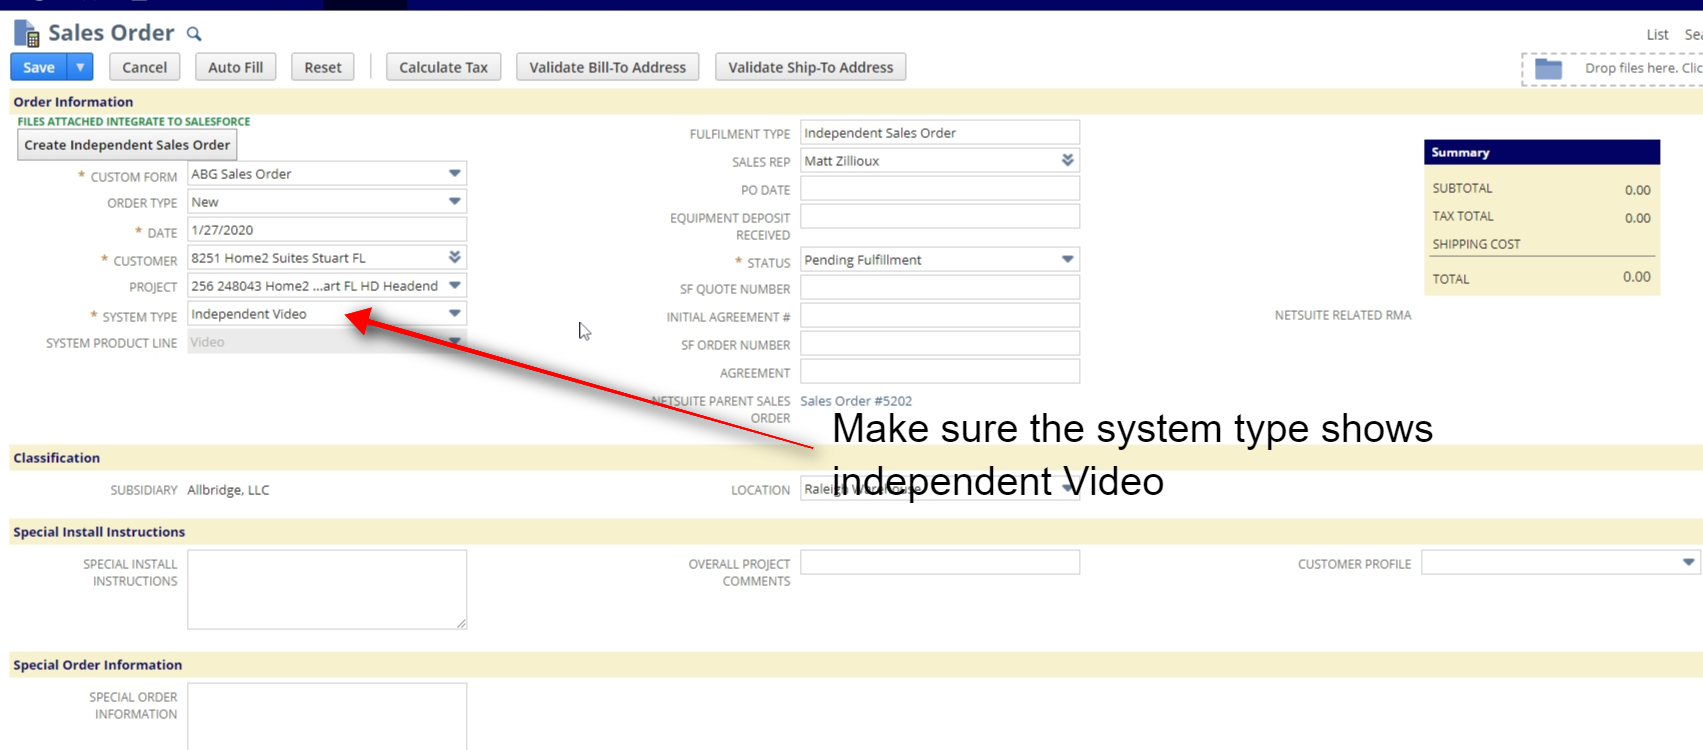 Sales Order
List
Save
Cancel
Auto Fill
Reset
Calculate Tax
Validate Bill-To Address
Validate Ship-To Address
Drop files here. Clic
Order Information
FILES ATTACHED INTEGRATE TO SALESFORCE
Create Independent Sales Order
* CUSTOM FORM ABG Sales Order
ORDER TYPE New
* DATE 1/27/2020
* CUSTOMER 8251 Home2 Suites Stuart FL
PROJECT 256 248043 Home2 ...art FL HD Headend
* SYSTEM TYPE Independent Video
SYSTEM PRODUCT LINE Video
FULFILMENT TYPE Independent Sales Order
SALES REP Matt Zillioux
PO DATE
EQUIPMENT DEPOSIT
RECEIVED
* STATUS Pending Fulfillment
SF QUOTE NUMBER
INITIAL AGREEMENT #
SF ORDER NUMBER
AGREEMENT
NETSUITE PARENT SALES
ORDER
Sales Order #5202
Summary
SUBTOTAL 0.00
TAX TOTAL 0.00
SHIPPING COST
TOTAL 0.00
NETSUITE RELATED RMA
Make sure the system type shows
independent Video
Classification
SUBSIDIARY Allbridge, LLC
LOCATION Raleigh Warehouse
Special Install Instructions
SPECIAL INSTALL
INSTRUCTIONS
OVERALL PROJECT
COMMENTS
CUSTOMER PROFILE
Special Order Information
SPECIAL ORDER
INFORMATION